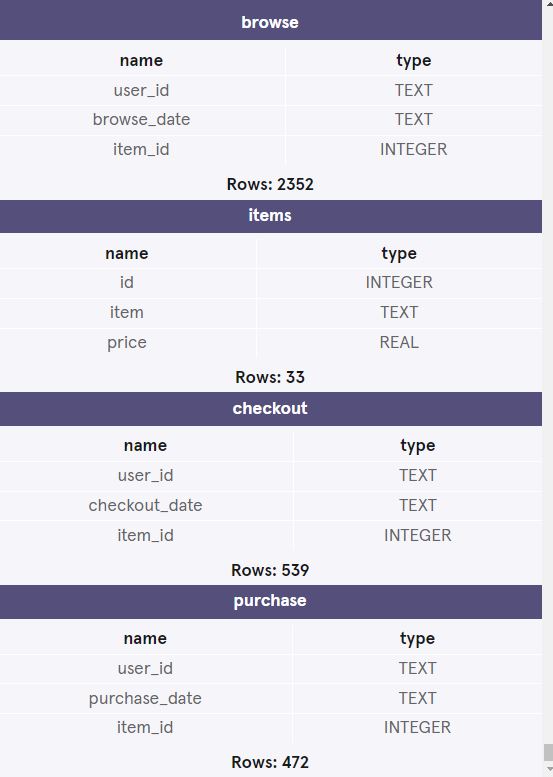 browse
name type
user_id TEXT
browse_date TEXT
item_id INTEGER
Rows: 2352
items
name type
id INTEGER
item TEXT
price REAL
Rows: 33
checkout
name type
user_id TEXT
checkout_date TEXT
item_id INTEGER
Rows: 539
purchase
name type
user_id TEXT
purchase_date TEXT
item_id INTEGER
Rows: 472